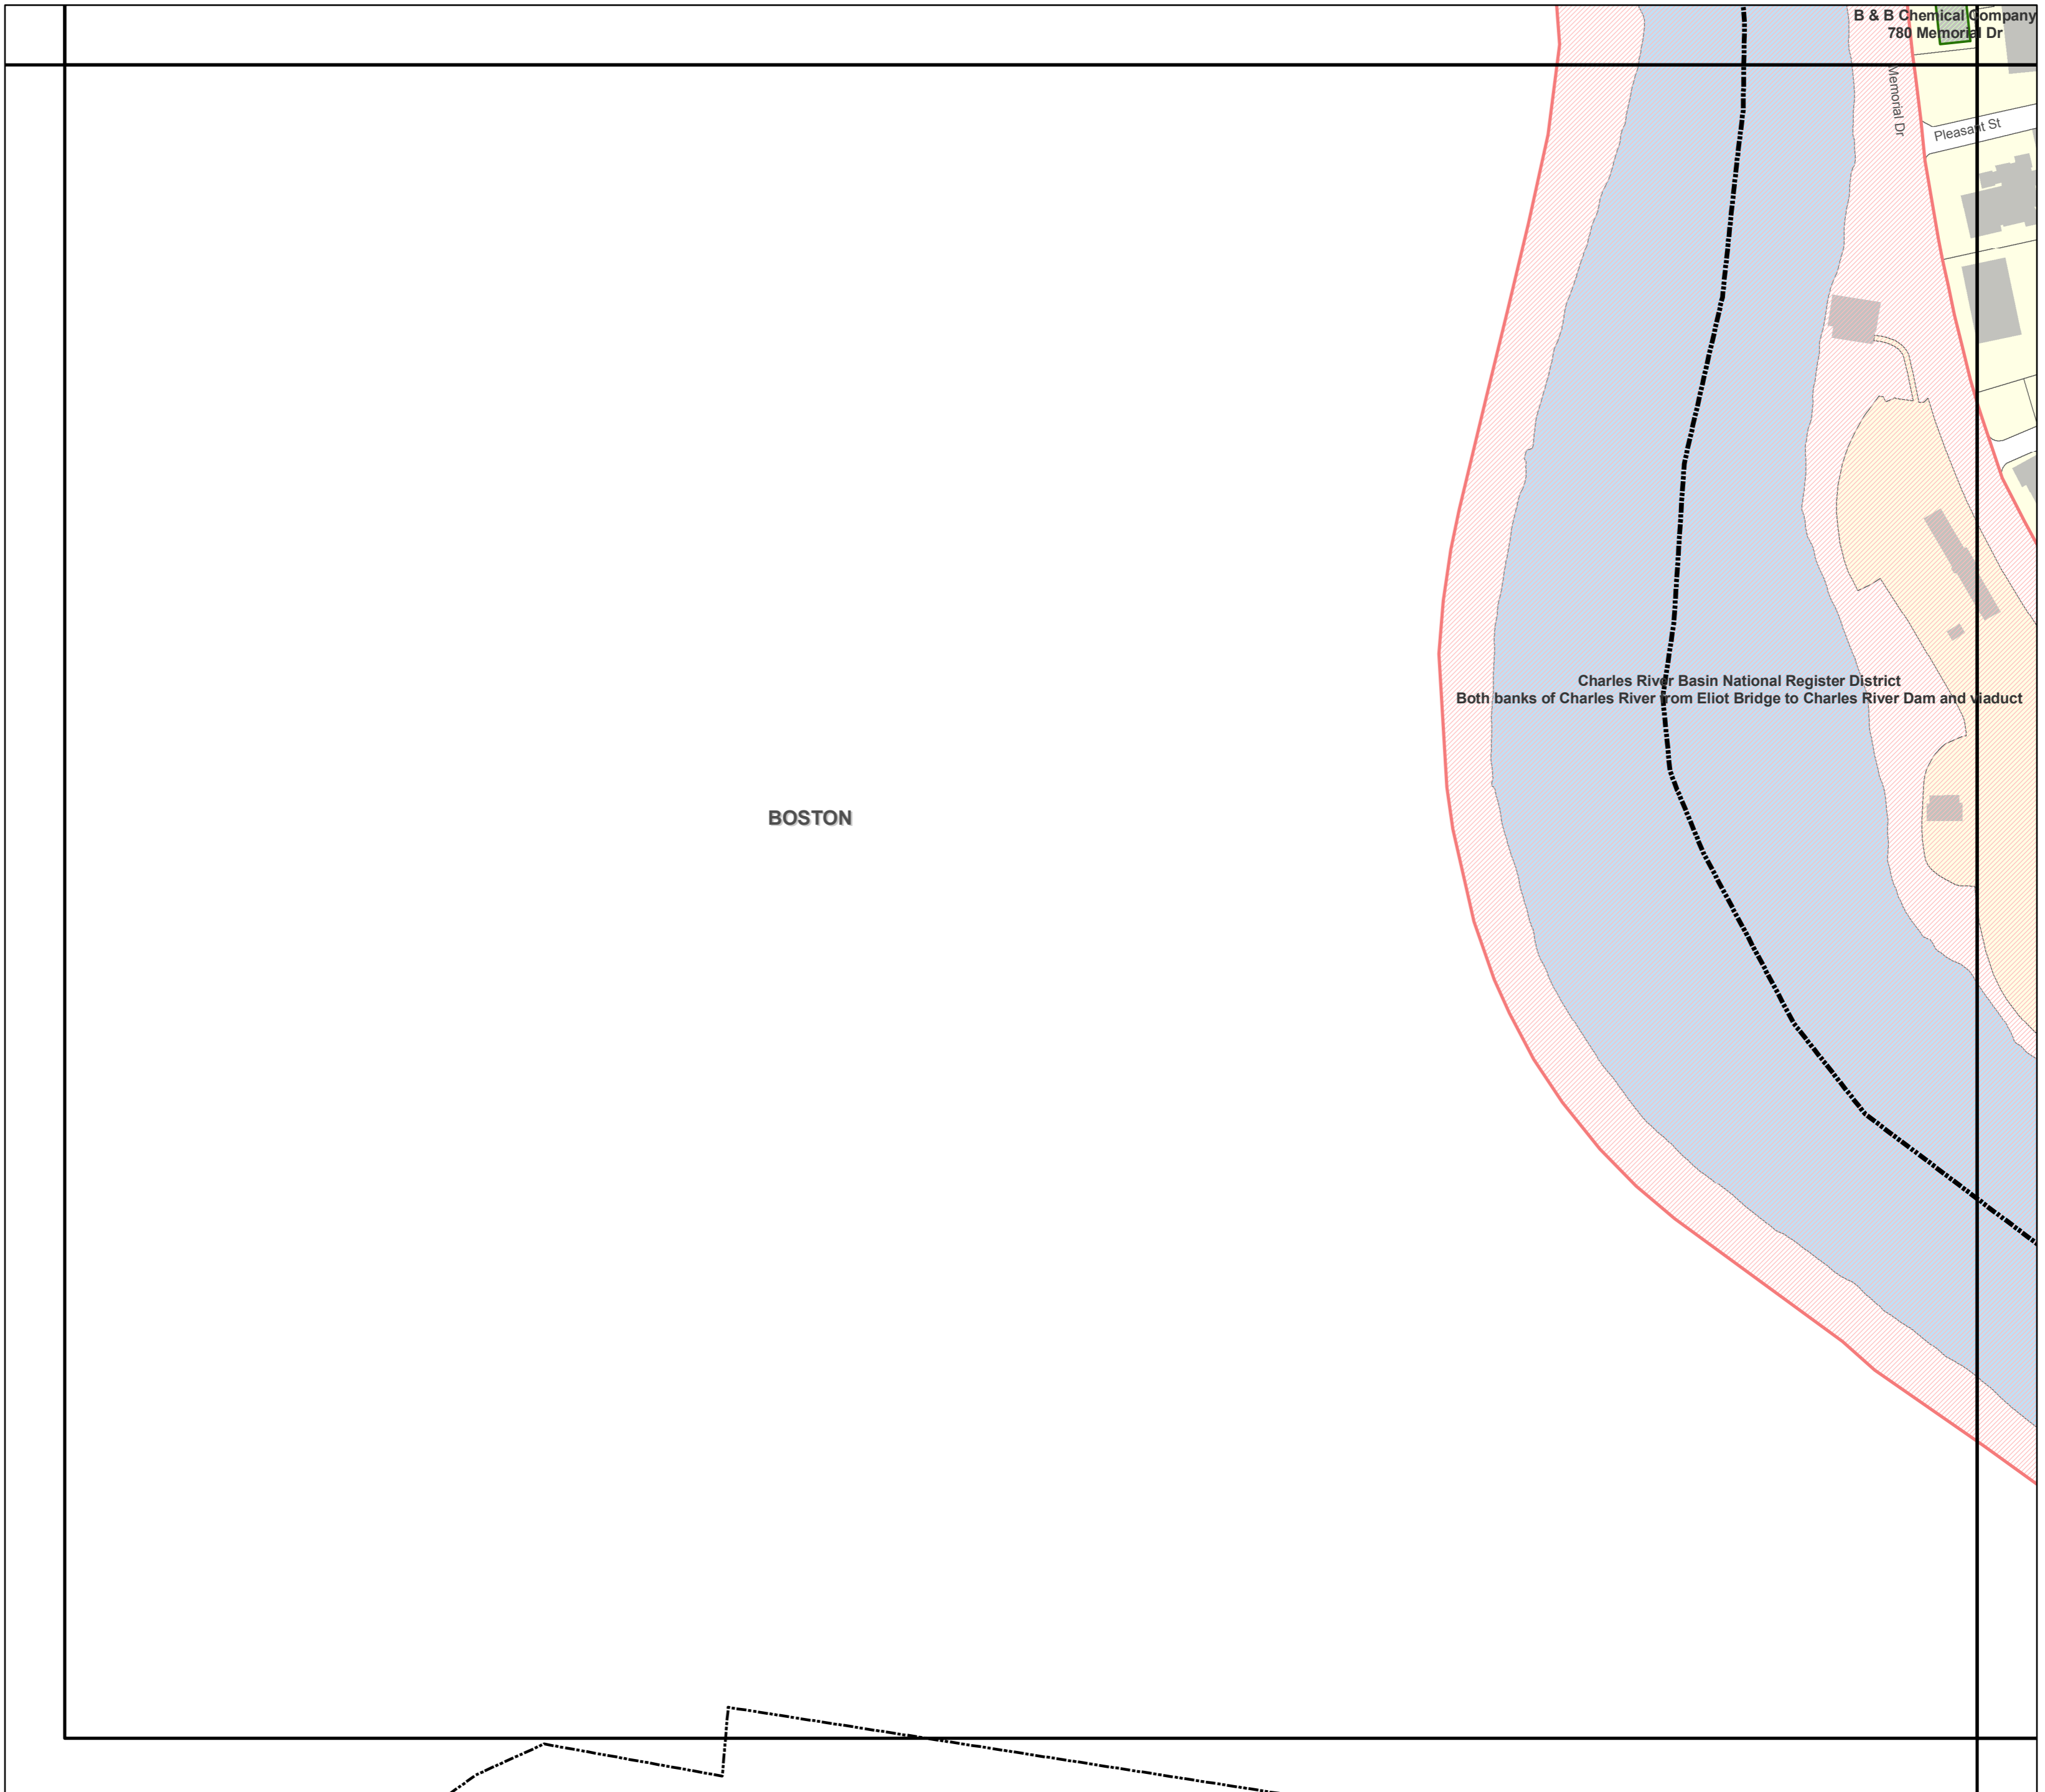 B & B Chemical Company
780 Memorial Dr
Memorial Dr
Pleasant St
Charles River Basin National Register District
Both banks of Charles River from Eliot Bridge to Charles River Dam and viaduct
BOSTON